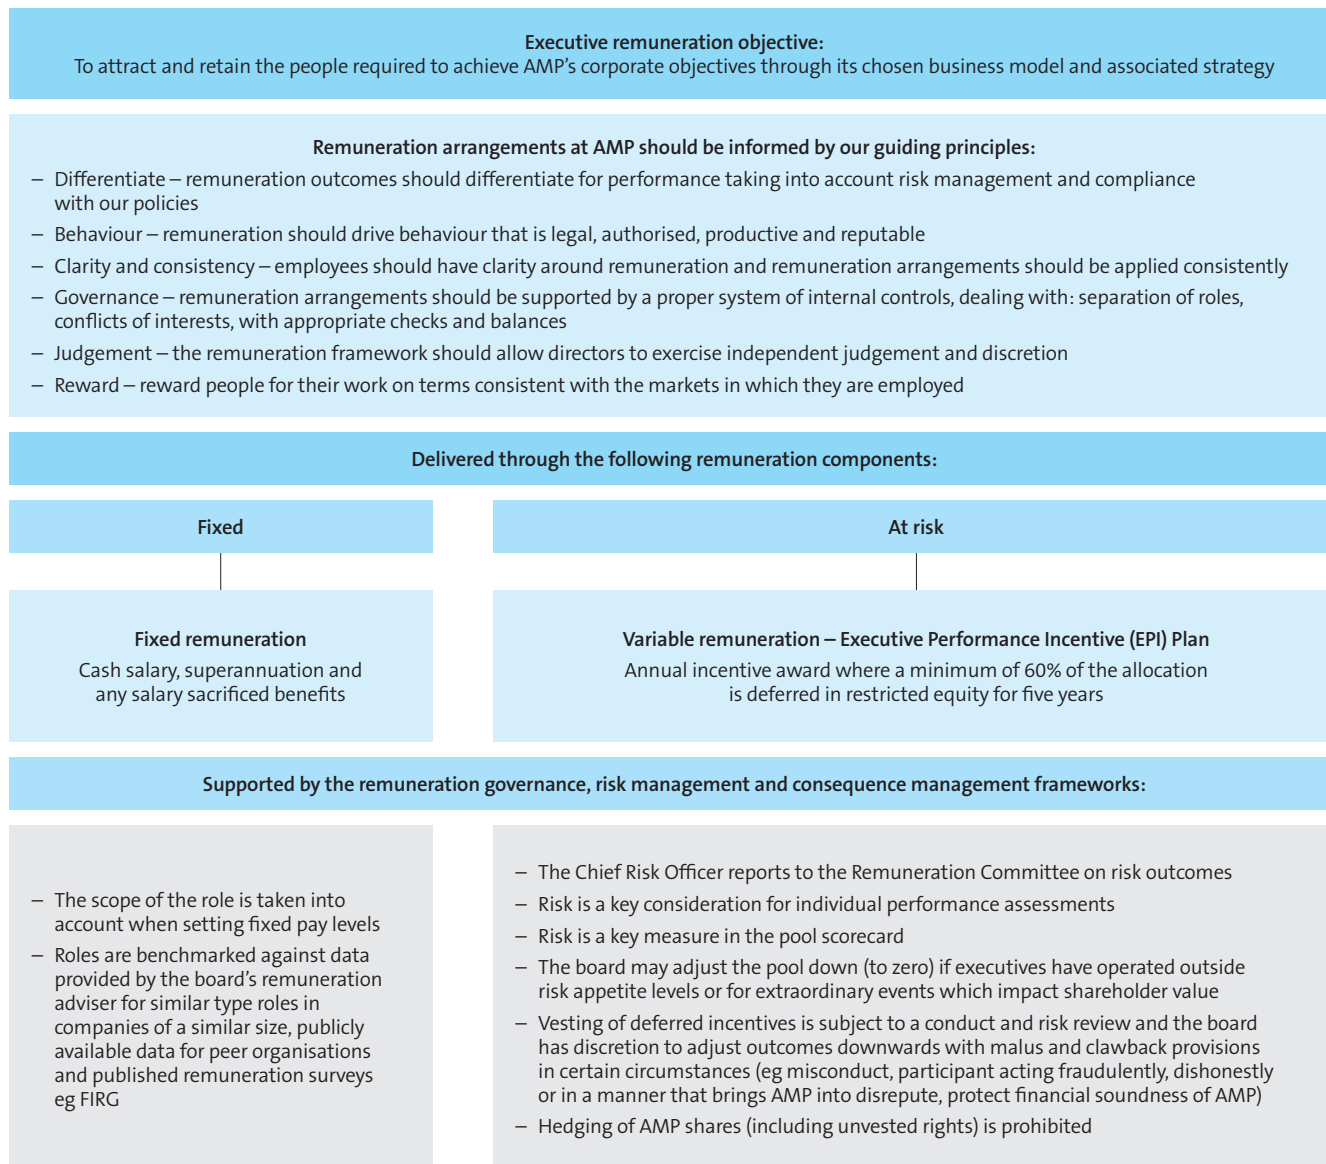 Executive remuneration objective:
To attract and retain the people required to achieve AMP’s corporate objectives through its chosen business model and associated strategy
Remuneration arrangements at AMP should be informed by our guiding principles:
– Differentiate – remuneration outcomes should differentiate for performance taking into account risk management and compliance
with our policies
– Behaviour – remuneration should drive behaviour that is legal, authorised, productive and reputable
– Clarity and consistency – employees should have clarity around remuneration and remuneration arrangements should be applied consistently
– Governance – remuneration arrangements should be supported by a proper system of internal controls, dealing with: separation of roles,
conflicts of interests, with appropriate checks and balances
– Judgement – the remuneration framework should allow directors to exercise independent judgement and discretion
– Reward – reward people for their work on terms consistent with the markets in which they are employed
Delivered through the following remuneration components:
Fixed
At risk
Fixed remuneration
Cash salary, superannuation and
any salary sacrificed benefits
Variable remuneration – Executive Performance Incentive (EPI) Plan
Annual incentive award where a minimum of 60% of the allocation
is deferred in restricted equity for five years
Supported by the remuneration governance, risk management and consequence management frameworks:
– The scope of the role is taken into
account when setting fixed pay levels
– Roles are benchmarked against data
provided by the board’s remuneration
adviser for similar type roles in
companies of a similar size, publicly
available data for peer organisations
and published remuneration surveys
eg FIRG
– The Chief Risk Officer reports to the Remuneration Committee on risk outcomes
– Risk is a key consideration for individual performance assessments
– Risk is a key measure in the pool scorecard
– The board may adjust the pool down (to zero) if executives have operated outside
risk appetite levels or for extraordinary events which impact shareholder value
– Vesting of deferred incentives is subject to a conduct and risk review and the board
has discretion to adjust outcomes downwards with malus and clawback provisions
in certain circumstances (eg misconduct, participant acting fraudulently, dishonestly
or in a manner that brings AMP into disrepute, protect financial soundness of AMP)
– Hedging of AMP shares (including unvested rights) is prohibited